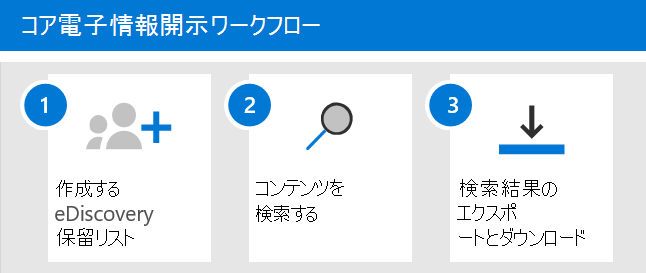 コア電子情報開示ワークフロー
1
作成する
eDiscovery
保留リスト
2
コンテンツを
検索する
3
検索結果の
エクスポ
ートとダウンロード